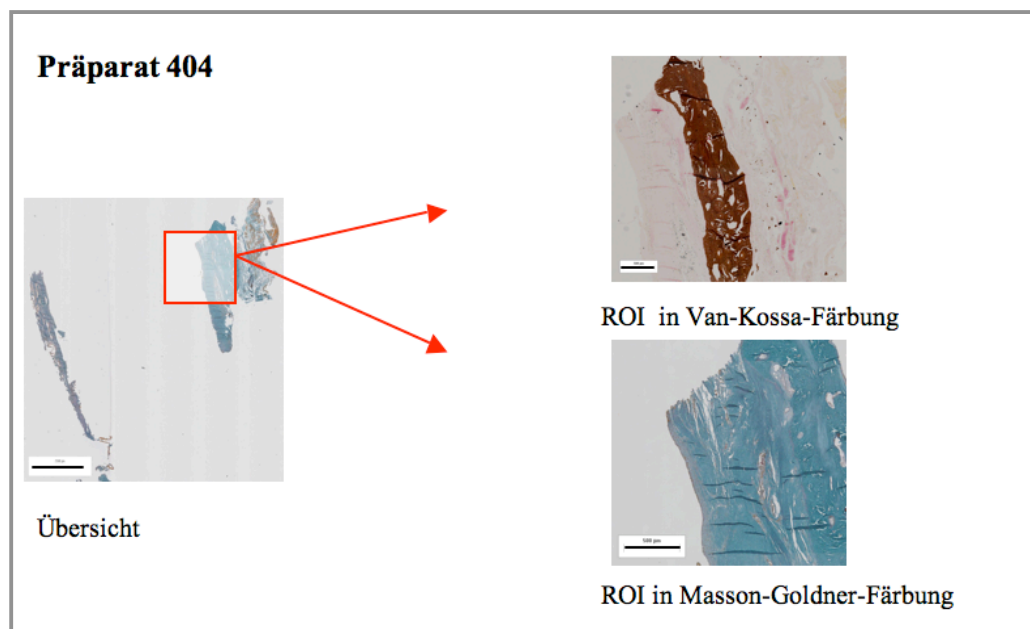 Präparat 404
ROI in Van-Kossa-Färbung
500 µm
Übersicht
ROI in Masson-Goldner-Färbung